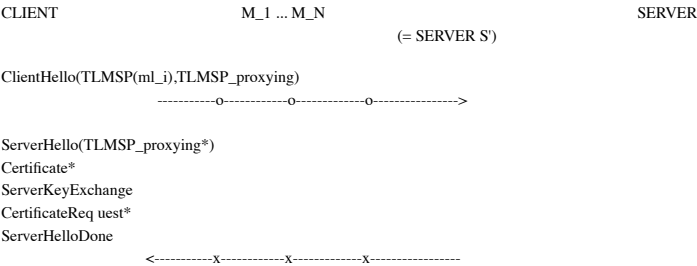 CLIENT M_1 ... M_N SERVER
(= SERVER S')
ClientHello(TLMSP(ml_i),TLMSP_proxying)
-----------o------------o-------------o---------------->
ServerHello(TLMSP_proxying*)
Certificate*
ServerKeyExchange
CertificateReq uest*
ServerHelloDone
<-----------x------------x-------------x-----------------